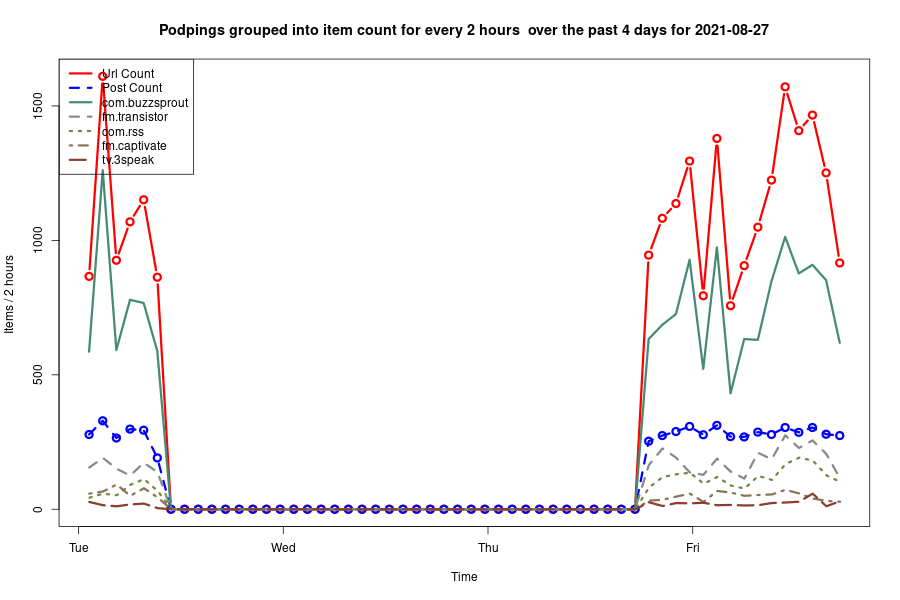 Podpings grouped into item count for every 2 hours  over the past 4 days for 2021-08-27
Url Count
Post Count
com.buzzsprout
fm.transistor
com.rss
fm.captivate
tv.3speak
1500
1000
500
0
Items / 2 hours
Tue
Wed
Thu
Fri
Time